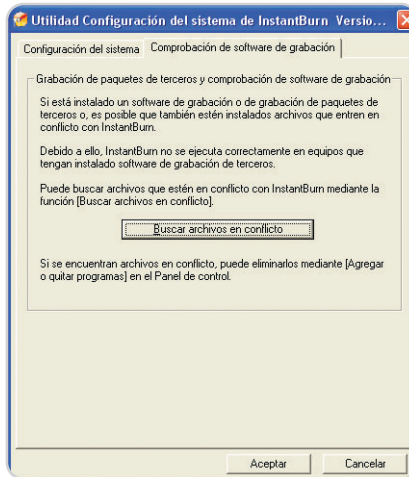 Utilidad Configuración del sistema de InstantBurn Versio...
Configuración del sistema
Comprobación de software de grabación
Grabación de paquetes de terceros y comprobación de software de grabación
Si está instalado un software de grabación o de grabación de paquetes de
terceros o, es posible que también estén instalados archivos que entren en
conflicto con InstantBurn.
Debido a ello, InstantBurn no se ejecuta correctamente en equipos que
tengan instalado software de grabación de terceros.
Puede buscar archivos que estén en conflicto con InstantBurn mediante la
función [Buscar archivos en conflicto].
Buscar archivos en conflicto
Si se encuentran archivos en conflicto, puede eliminarlos mediante [Agregar
o quitar programas] en el Panel de control.
Aceptar
Cancelar